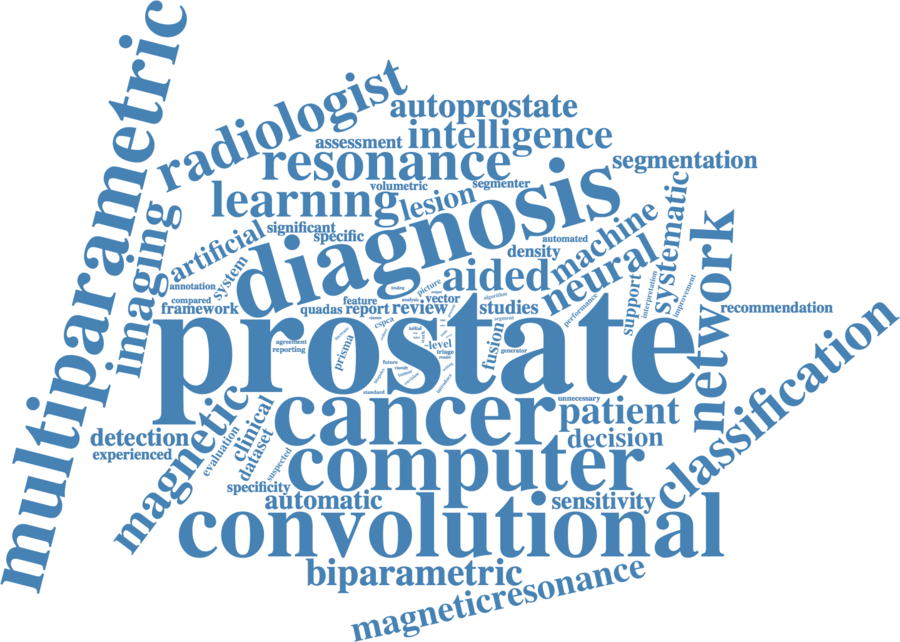 multiparametric
radiologist
autoprostate
assessment
intelligence
resonance
segmentation
volumetric
segmenter
learning
lesion
diagnosis
imaging
artificial
significant
specific
automated
density
machine
systematic
network
system
annotation
aided
neural
support
interpretation
improvement
compared
framework
quadas
feature
report
finding
analysis
picture
vector
review
algorithm
studies
performance
recommendation
prostate
cspca
initial
agreement
reporting
prisma
-level
triage
fusion
segment
generator
future
standard
cancer
unnecessary
patient
classification
magnetic
detection
experienced
evaluation
clinical
dataset
suspected
decision
computer
specificity
automatic
sensitivity
convolutional
biparametric
magneticresonance